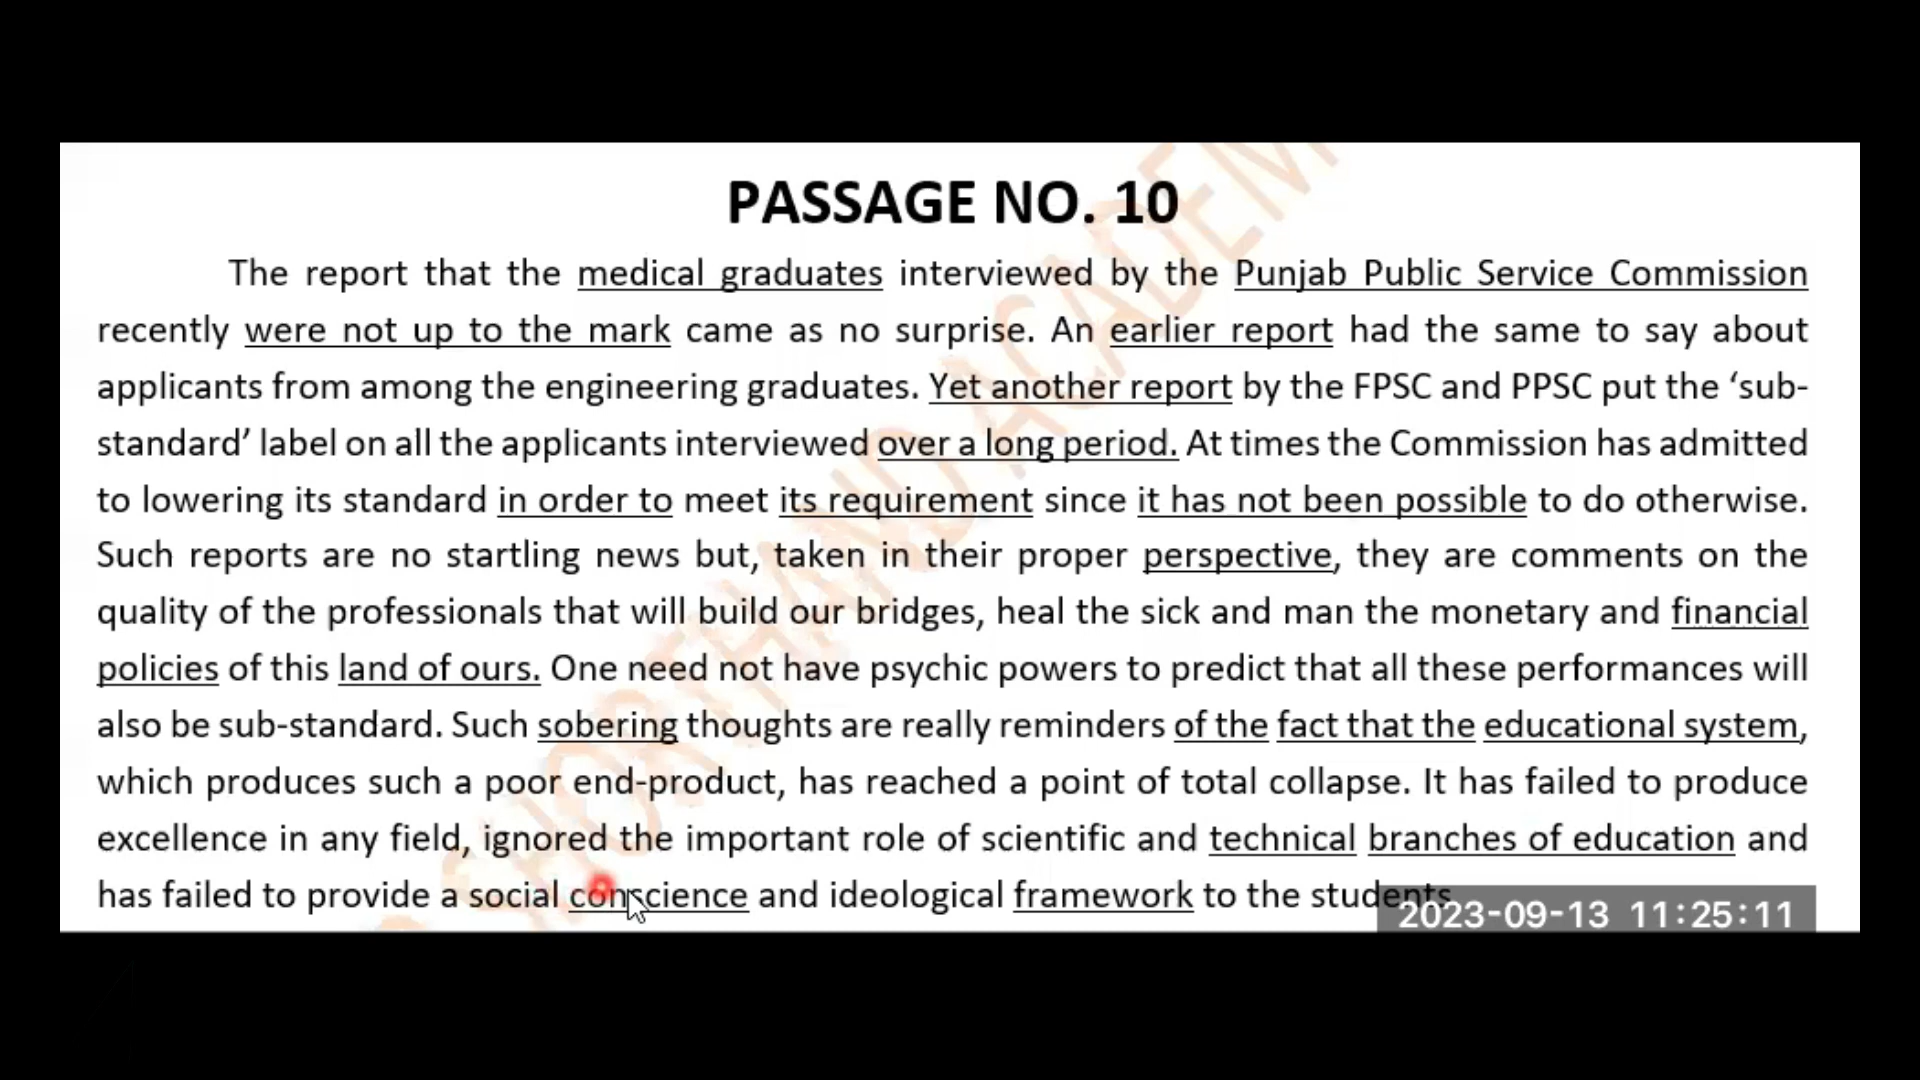 PASSAGE NO. 10
The report that the medical graduates interviewed by the Punjab Public Service Commission
recently were not up to the mark came as no surprise. An earlier report had the same to say about
applicants from among the engineering graduates. Yet another report by the FPSC and PPSC put the ‘sub-
standard’ label on all the applicants interviewed over a long period. At times the Commission has admitted
to lowering its standard in order to meet its requirement since it has not been possible to do otherwise.
Such reports are no startling news but, taken in their proper perspective, they are comments on the
quality of the professionals that will build our bridges, heal the sick and man the monetary and financial
policies of this land of ours. One need not have psychic powers to predict that all these performances will
also be sub-standard. Such sobering thoughts are really reminders of the fact that the educational system,
which produces such a poor end-product, has reached a point of total collapse. It has failed to produce
excellence in any field, ignored the important role of scientific and technical branches of education and
has failed to provide a social conscience and ideological framework to the students
2023-09-13 11:25:11
SHORTHAND ACADEM